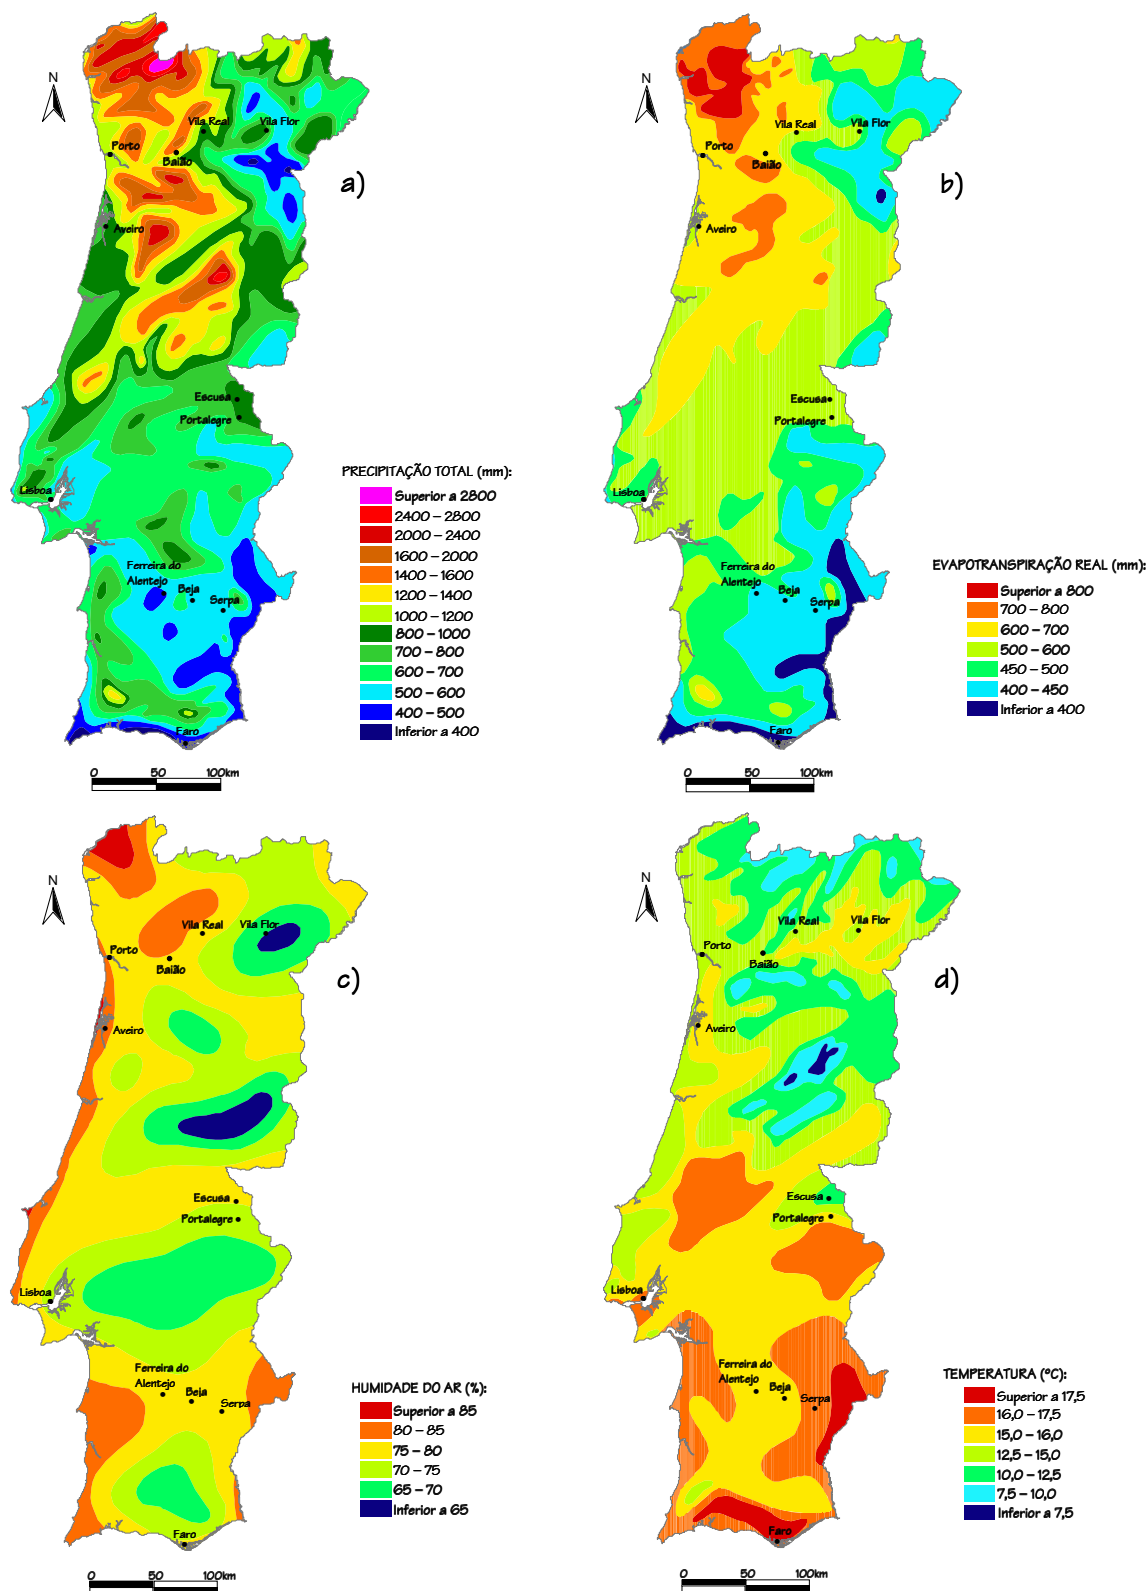 N
Vila Real
Vila Flor
Porto
Baião
a)
Aveiro
Escusa
Portalegre
Lisboa
Ferreira do
Alentejo
Beja
Serpa
Faro
PRECIPITAÇÃO TOTAL (mm):
Superior a 2800
2400 – 2800
2000 – 2400
1600 – 2000
1400 – 1600
1200 – 1400
1000 – 1200
800 – 1000
700 – 800
600 – 700
500 – 600
400 – 500
Inferior a 400
0 50 100km
N
Vila Real
Vila Flor
Porto
Baião
b)
Aveiro
Escusa
Portalegre
Lisboa
Ferreira do
Alentejo
Beja
Serpa
Faro
EVAPOTRANSPIRAÇÃO REAL (mm):
Superior a 800
700 – 800
600 – 700
500 – 600
450 – 500
400 – 450
Inferior a 400
0 50 100km
N
Vila Real
Vila Flor
Porto
Baião
c)
Aveiro
Escusa
Portalegre
Lisboa
Ferreira do
Alentejo
Beja
Serpa
Faro
HUMIDADE DO AR (%):
Superior a 85
80 – 85
75 – 80
70 – 75
65 – 70
Inferior a 65
0 50 100km
N
Vila Real
Vila Flor
Porto
Baião
d)
Aveiro
Escusa
Portalegre
Lisboa
Ferreira do
Alentejo
Beja
Serpa
Faro
TEMPERATURA (ºC):
Superior a 17,5
16,0 – 17,5
15,0 – 16,0
12,5 – 15,0
10,0 – 12,5
7,5 – 10,0
Inferior a 7,5
0 50 100km